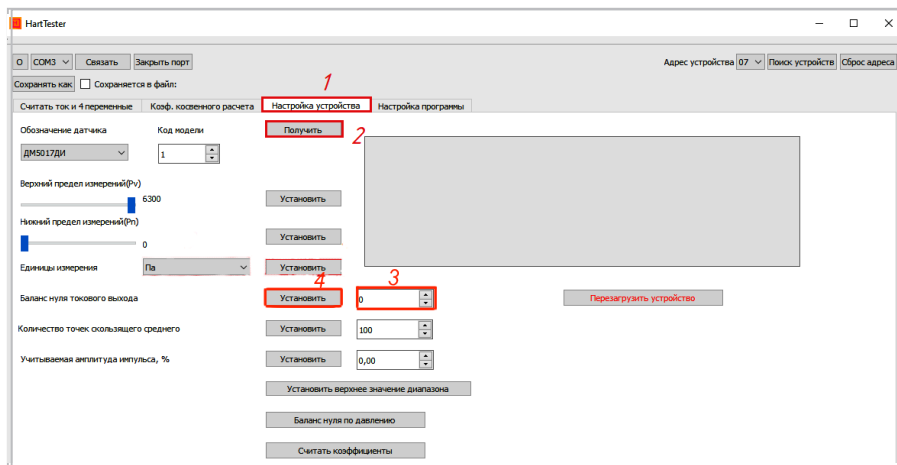 HartTester
О COM3 Связать Закрыть порт Адрес устройства 07 Поиск устройств Сброс адреса
Сохранять как Сохраняется в файл:
1
Считать ток и 4 переменные Коэф. косвенного расчета Настройка устройства Настройка программы
Обозначение датчика Код модели Получить 2
ДМ5017ДИ 1
Верхний предел измерений(Pv)
6300 Установить
Нижний предел измерений(Pn)
0 Установить
Единицы измерения Па Установить
4 3
Баланс нуля токового выхода Установить 0 Перезагрузить устройство
Количество точек скользящего среднего Установить 100
Учитываемая амплитуда импульса, % Установить 0,00
Установить верхнее значение диапазона
Баланс нуля по давлению
Считать коэффициенты